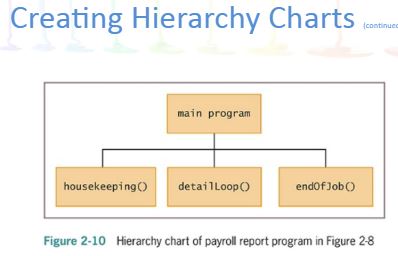 Creating Hierarchy Charts (continued
main program
housekeeping() detailLoop() endOfJob()
Figure 2-10 Hierarchy chart of payroll report program in Figure 2-8